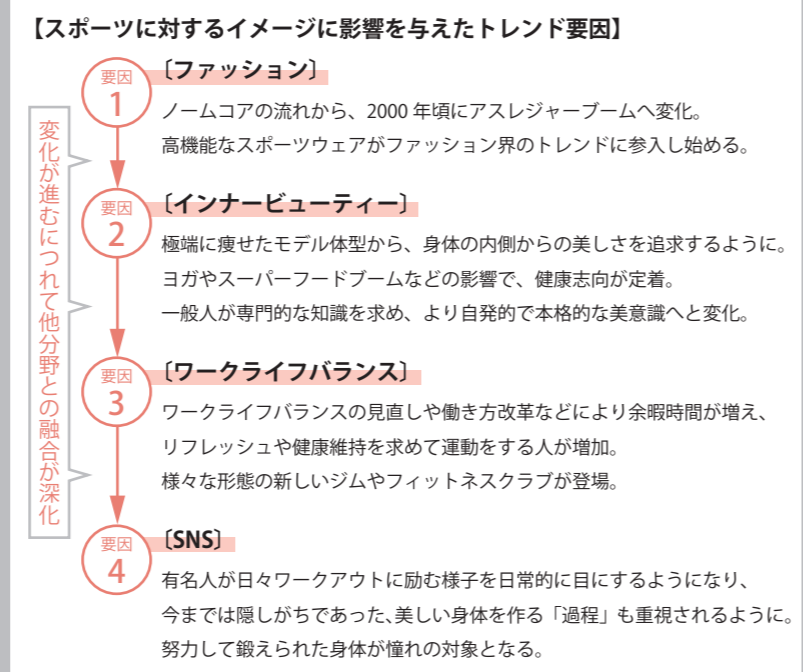 【スポーツに対するイメージに影響を与えたトレンド要因】
変化が進むにつれて他分野との融合が深化
要因
1
〔ファッション〕
ノームコアの流れから、2000 年頃にアスレジャーブームへ変化。
高機能なスポーツウェアがファッション界のトレンドに参入し始める。
要因
2
〔インナービューティー〕
極端に痩せたモデル体型から、身体の内側からの美しさを追求するように。
ヨガやスーパーフードブームなどの影響で、健康志向が定着。
一般人が専門的な知識を求め、より自発的で本格的な美意識へと変化。
要因
3
〔ワークライフバランス〕
ワークライフバランスの見直しや働き方改革などにより余暇時間が増え、
リフレッシュや健康維持を求めて運動をする人が増加。
様々な形態の新しいジムやフィットネスクラブが登場。
要因
4
〔SNS〕
有名人が日々ワークアウトに励む様子を日常的に目にするようになり、
今までは隠しがちであった、美しい身体を作る「過程」も重視されるように。
努力して鍛えられた身体が憧れの対象となる。